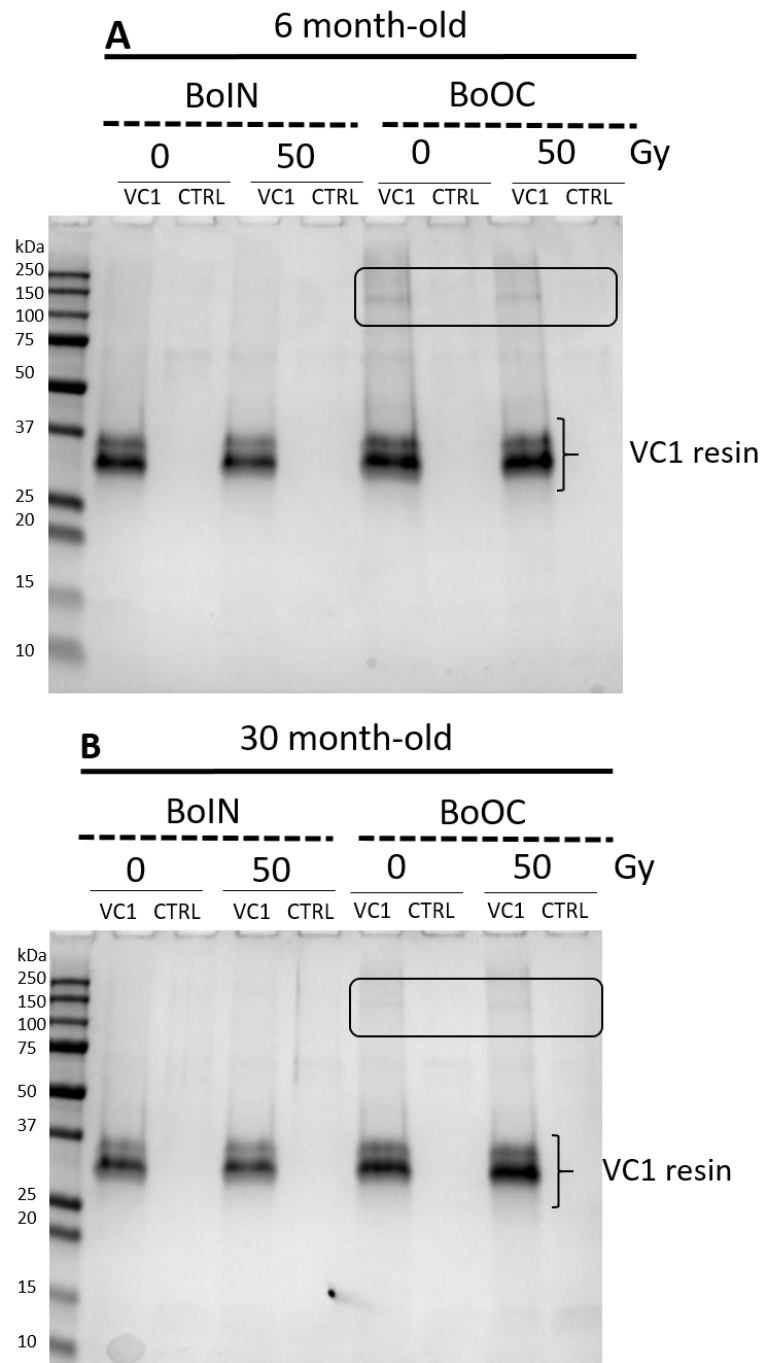 A
6 month-old
BoIN BoOC
0 50 0 50 Gy
VC1 CTRL VC1 CTRL VC1 CTRL VC1 CTRL
kDa
250
150
100
75
50
37
VC1 resin
25
20
15
10
B
30 month-old
BoIN BoOC
0 50 0 50 Gy
VC1 CTRL VC1 CTRL VC1 CTRL VC1 CTRL
kDa
250
150
100
75
50
37
VC1 resin
25
20
15
10